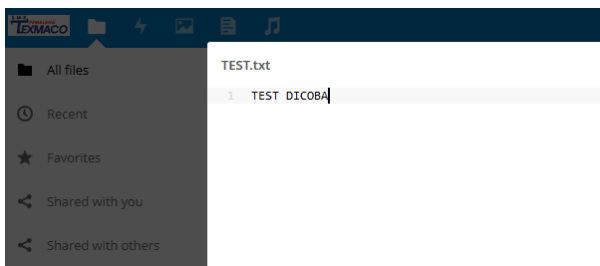 TEXMACO
All files
Recent
Favorites
Shared with you
Shared with others
TEST.txt
1 TEST DICOBA